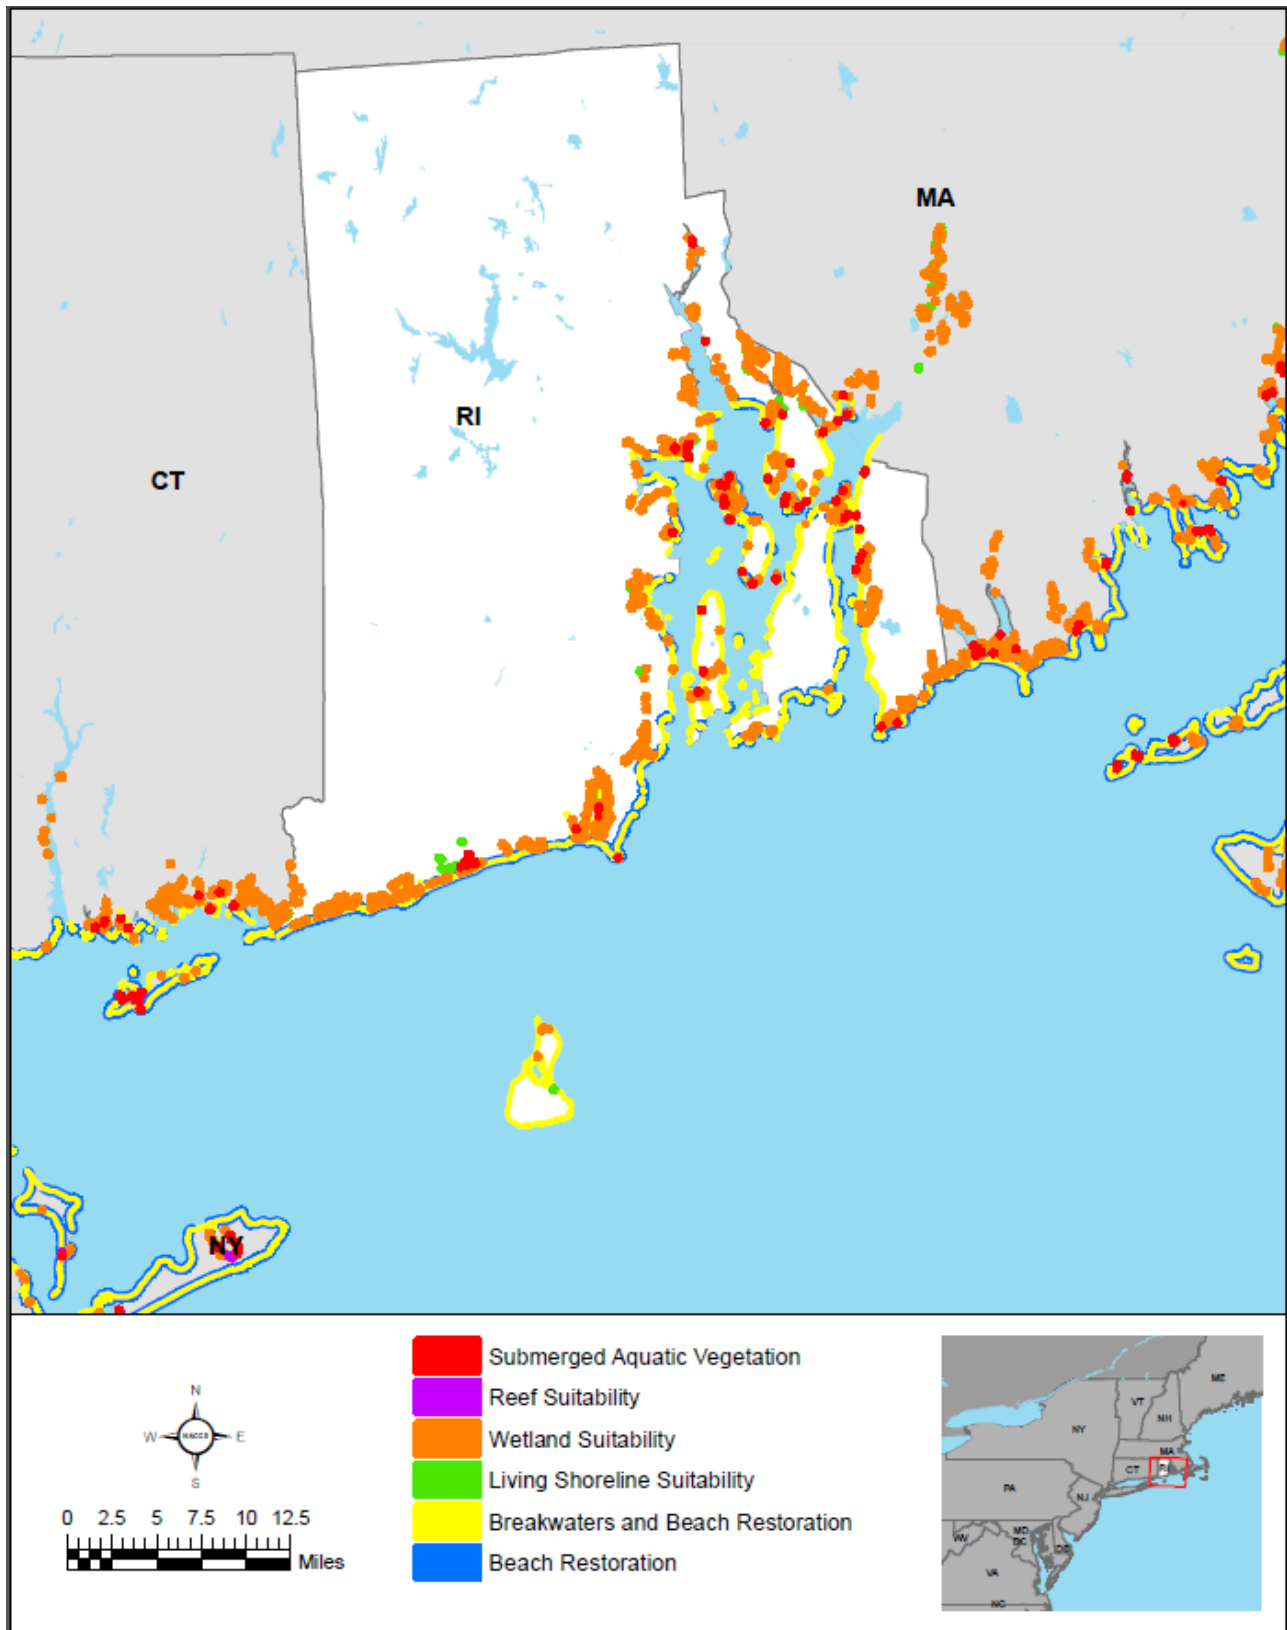 MA
RI
CT
NY
N
W
NACCS
E
S
0 2.5 5 7.5 10 12.5
Miles
Submerged Aquatic Vegetation
Reef Suitability
Wetland Suitability
Living Shoreline Suitability
Breakwaters and Beach Restoration
Beach Restoration
ME
VT
NH
NY
MA
CT
RI
PA
NJ
MD
DC
DE
WV
VA
NC